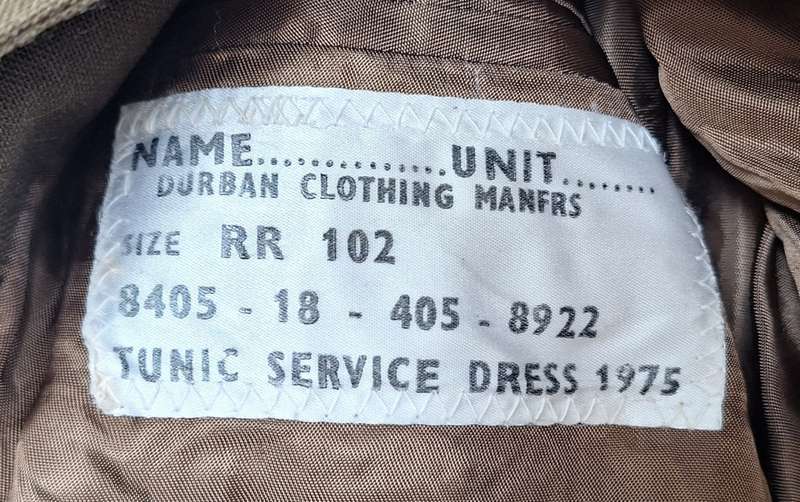 NAME...............UNIT........
DURBAN CLOTHING MANFRS
SIZE RR 102
8405 - 18 - 405 - 8922
TUNIC SERVICE DRESS 1975